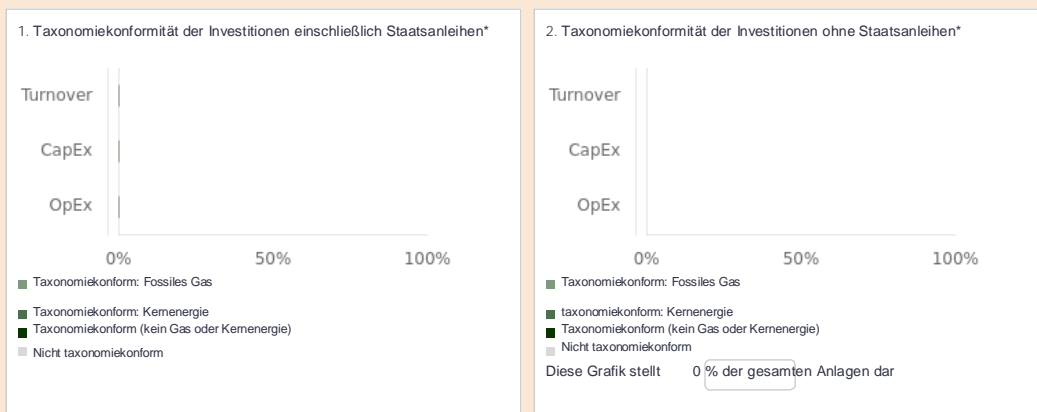 1. Taxonomiekonformität der Investitionen einschließlich Staatsanleihen*
Turnover
CapEx
OpEx
0% 50% 100%
Taxonomiekonform: Fossiles Gas
Taxonomiekonform: Kernenergie
Taxonomiekonform (kein Gas oder Kernenergie)
Nicht taxonomiekonform
2. Taxonomiekonformität der Investitionen ohne Staatsanleihen*
Turnover
CapEx
OpEx
0% 50% 100%
Taxonomiekonform: Fossiles Gas
taxonomiekonform: Kernenergie
Taxonomiekonform (kein Gas oder Kernenergie)
Nicht taxonomiekonform
Diese Grafik stellt 0 % der gesamten Anlagen dar